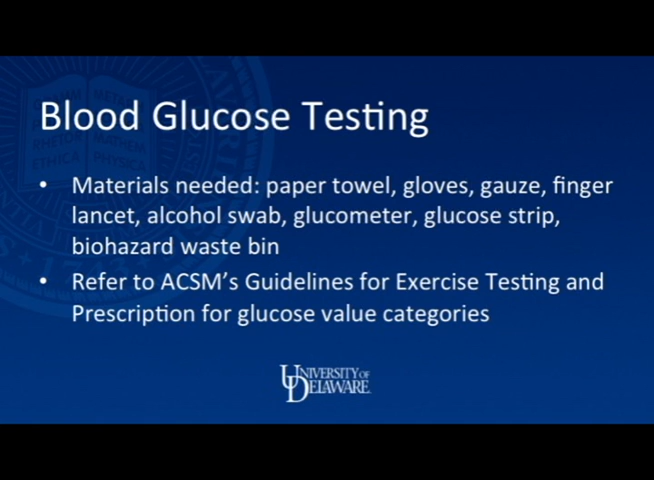 Blood Glucose Testing
• Materials needed: paper towel, gloves, gauze, finger
lancet, alcohol swab, glucometer, glucose strip,
biohazard waste bin
• Refer to ACSM's Guidelines for Exercise Testing and
Prescription for glucose value categories
UNIVERSITY OF
DELAWARE